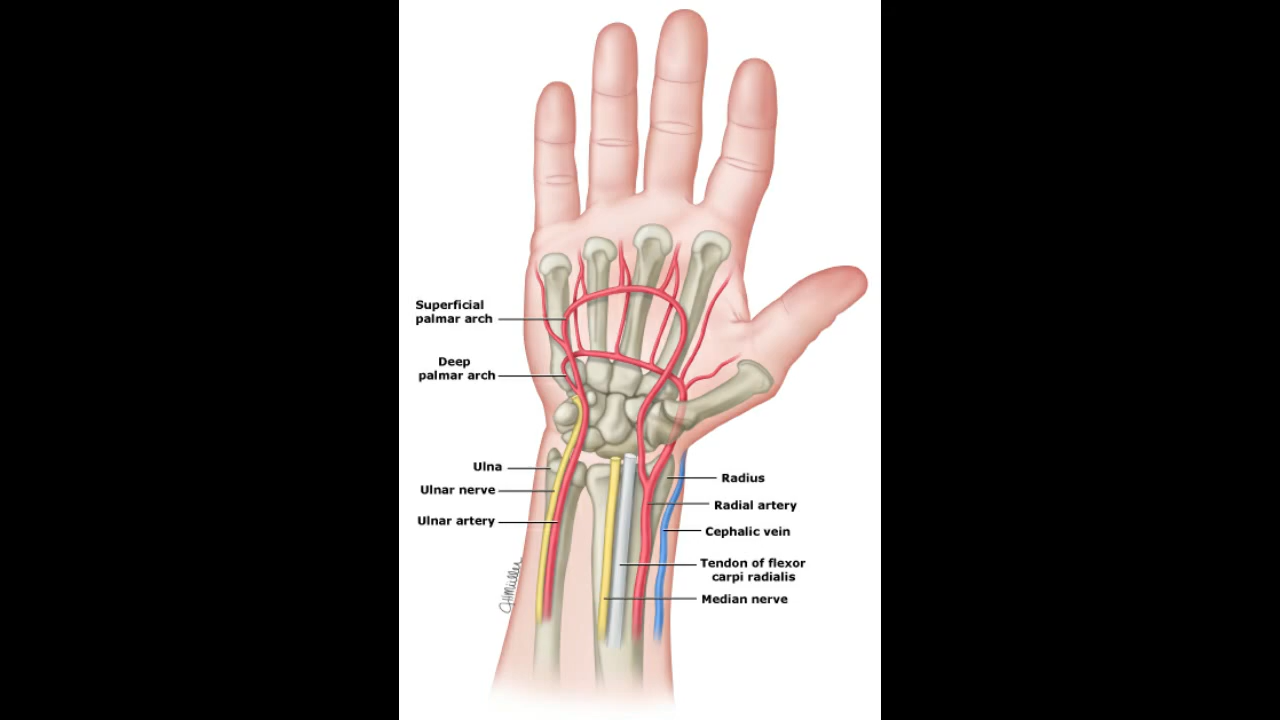 Superficial
palmar arch
Deep
palmar arch
Ulna
Ulnar nerve
Ulnar artery
Radius
Radial artery
Cephalic vein
Tendon of flexor
carpi radialis
Median nerve